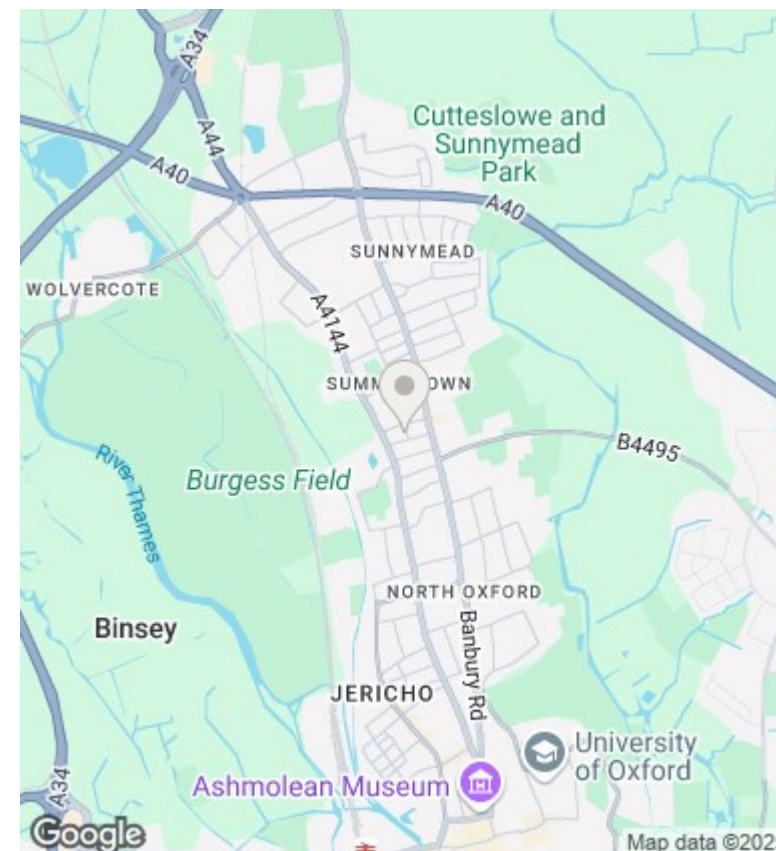 A34
A44
Cutteslowe and
Sunnymead
Park
A40
A40
SUNNYMEAD
WOLVERCOTE
A4144
SUMM OWN
B4495
River Thames
Burgess Field
NORTH OXFORD
Binsey
Banbury Rd
JERICHO
University
of Oxford
Ashmolean Museum
A34
Google
Map data ©202